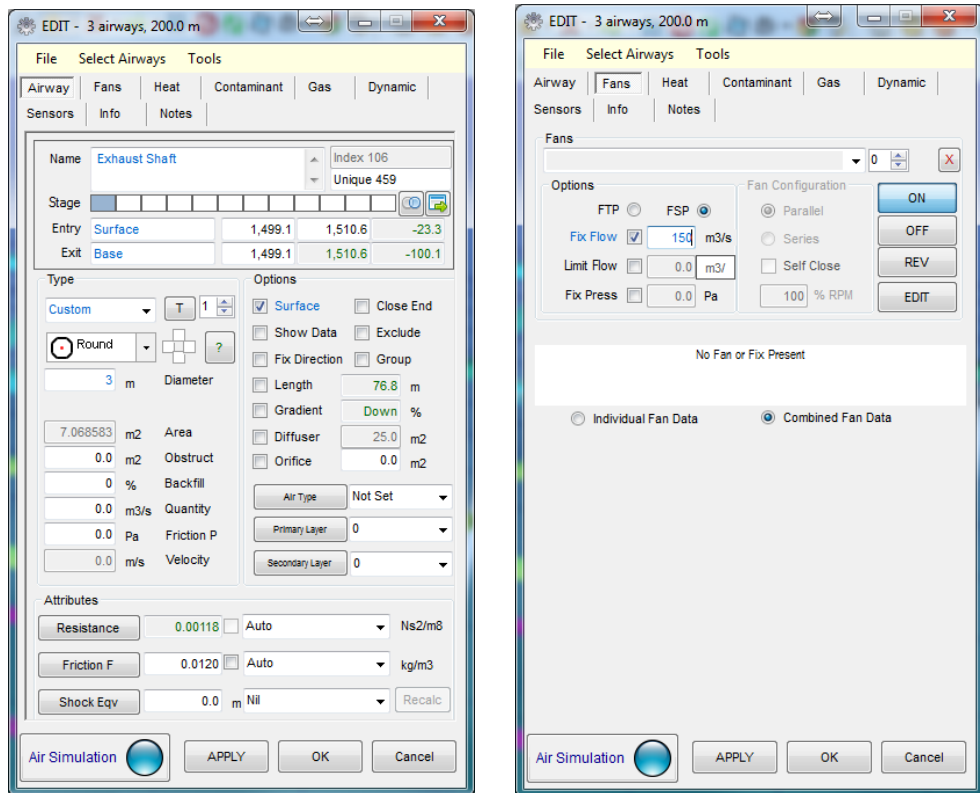 EDIT - 3 airways, 200.0 m
File Select Airways Tools
Airway Fans Heat Contaminant Gas Dynamic
Sensors Info Notes
Name Exhaust Shaft Index 106
Unique 459
Stage
Entry Surface 1,499.1 1,510.6 -23.3
Exit Base 1,499.1 1,510.6 -100.1
Type
Custom T 1
Round ?
3 m Diameter
7.068583 m2 Area
0.0 m2 Obstruct
0 % Backfill
0.0 m3/s Quantity
0.0 Pa Friction P
0.0 m/s Velocity
Options
Surface Close End
Show Data Exclude
Fix Direction Group
Length 76.8 m
Gradient Down %
Diffuser 25.0 m2
Orifice 0.0 m2
Air Type Not Set
Primary Layer 0
Secondary Layer 0
Attributes
Resistance 0.00118 Auto Ns2/m8
Friction F 0.0120 Auto kg/m3
Shock Eqv 0.0 m Nil Recalc
Air Simulation APPLY OK Cancel
EDIT - 3 airways, 200.0 m
File Select Airways Tools
Airway Fans Heat Contaminant Gas Dynamic
Sensors Info Notes
Fans
0 X
Options
FTP FSP
Fix Flow 150 m3/s
Limit Flow 0.0 m3/
Fix Press 0.0 Pa
Fan Configuration
Parallel
Series
Self Close
100 % RPM
ON
OFF
REV
EDIT
No Fan or Fix Present
Individual Fan Data Combined Fan Data
Air Simulation APPLY OK Cancel